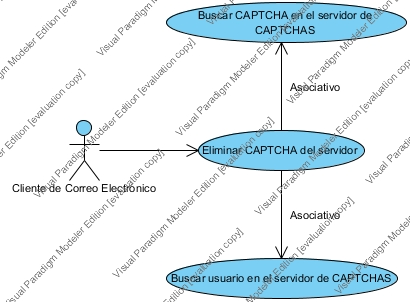 Buscar CAPTCHA en el servidor de
CAPTCHAS
Asociativo
Eliminar CAPTCHA del servidor
Cliente de Correo Electrónico
Asociativo
Buscar usuario en el servidor de CAPTCHAS
Visual Paradigm Modeler Edition [evaluation copy]